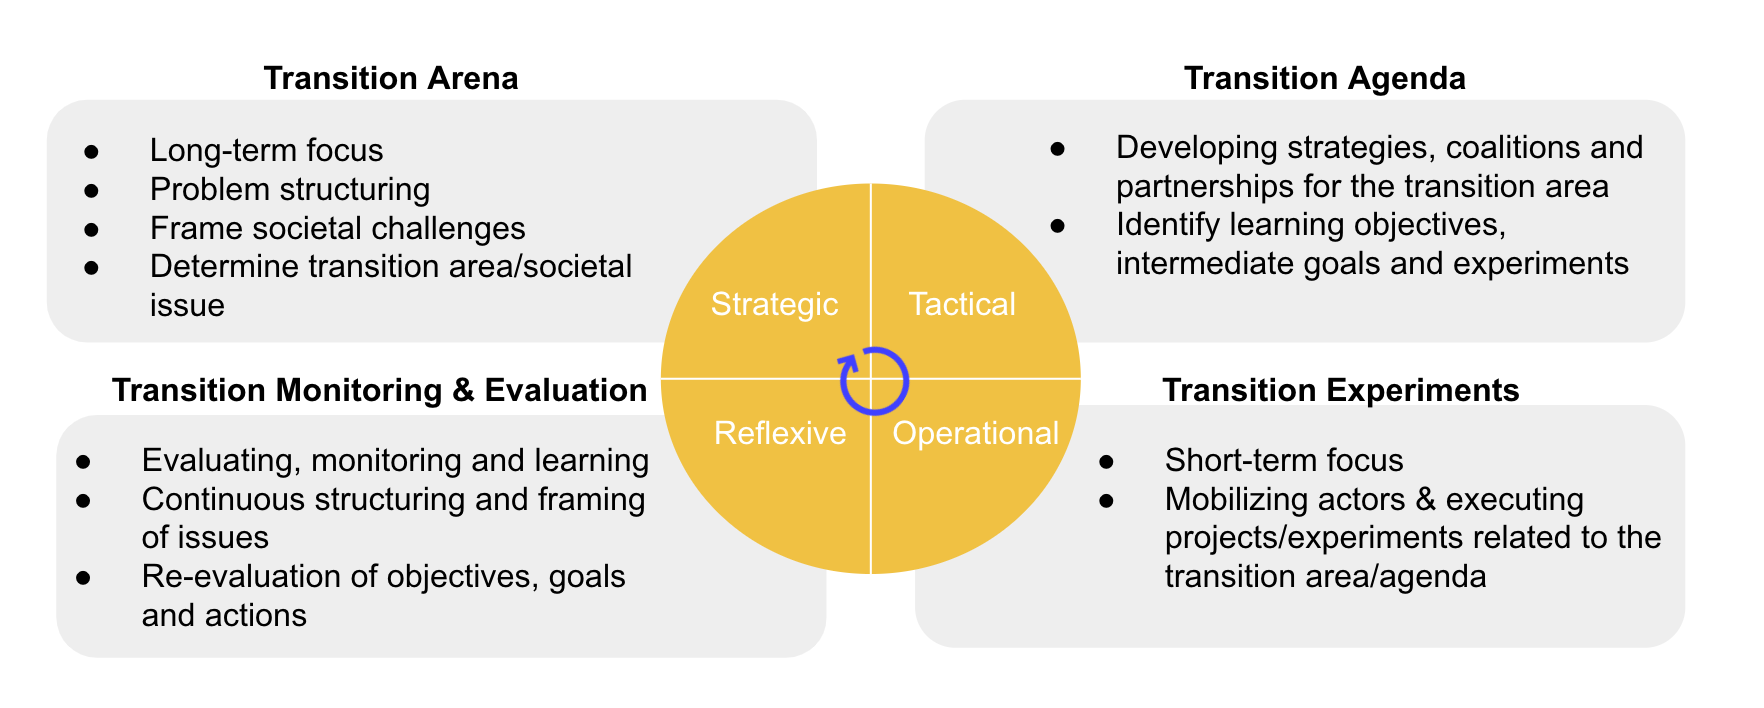 Transition Arena
● Long-term focus
● Problem structuring
● Frame societal challenges
● Determine transition area/societal
issue
Transition Agenda
● Developing strategies, coalitions and
partnerships for the transition area
● Identify learning objectives,
intermediate goals and experiments
Strategic
Tactical
Reflexive
Operational
Transition Monitoring & Evaluation
● Evaluating, monitoring and learning
● Continuous structuring and framing
of issues
● Re-evaluation of objectives, goals
and actions
Transition Experiments
● Short-term focus
● Mobilizing actors & executing
projects/experiments related to the
transition area/agenda